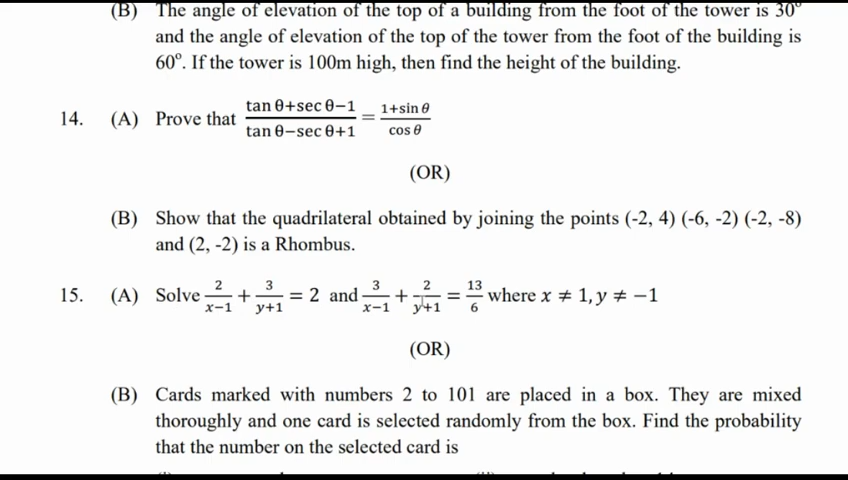 (B) The angle of elevation of the top of a building from the foot of the tower is 30°
and the angle of elevation of the top of the tower from the foot of the building is
60°. If the tower is 100m high, then find the height of the building.
14. (A) Prove that (tan θ+sec θ−1)/(tan θ−sec θ+1) = (1+sin θ)/(cos θ)
(OR)
(B) Show that the quadrilateral obtained by joining the points (-2, 4) (-6, -2) (-2, -8)
and (2, -2) is a Rhombus.
15. (A) Solve 2/(x−1) + 3/(y+1) = 2 and 3/(x−1) + 2/(y+1) = 13/6 where x ≠ 1, y ≠ −1
(OR)
(B) Cards marked with numbers 2 to 101 are placed in a box. They are mixed
thoroughly and one card is selected randomly from the box. Find the probability
that the number on the selected card is